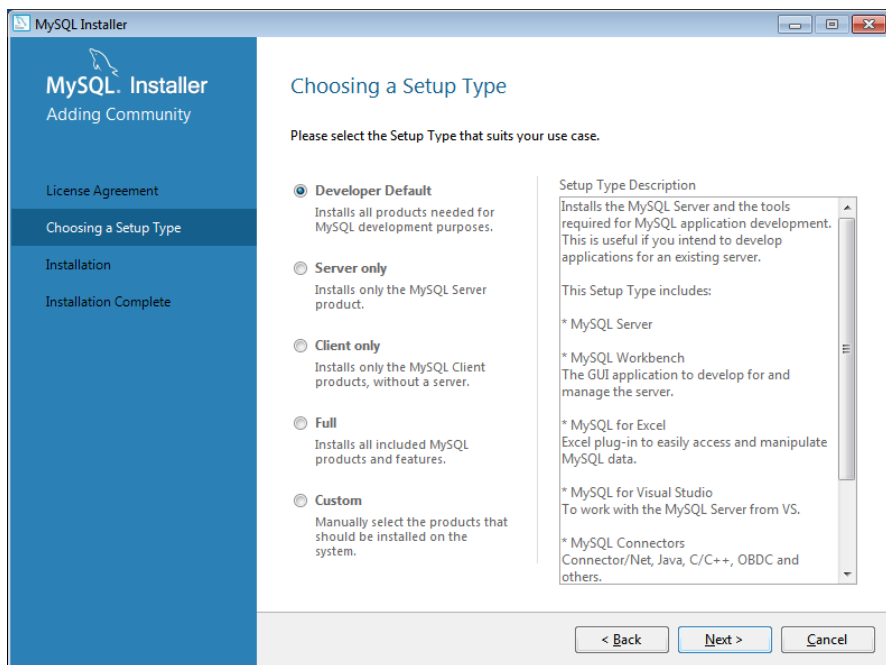 MySQL Installer
MySQL. Installer
Adding Community
License Agreement
Choosing a Setup Type
Installation
Installation Complete
Choosing a Setup Type
Please select the Setup Type that suits your use case.
Developer Default
Installs all products needed for
MySQL development purposes.
Server only
Installs only the MySQL Server
product.
Client only
Installs only the MySQL Client
products, without a server.
Full
Installs all included MySQL
products and features.
Custom
Manually select the products that
should be installed on the
system.
Setup Type Description
Installs the MySQL Server and the tools
required for MySQL application development.
This is useful if you intend to develop
applications for an existing server.
This Setup Type includes:
* MySQL Server
* MySQL Workbench
The GUI application to develop for and
manage the server.
* MySQL for Excel
Excel plug-in to easily access and manipulate
MySQL data.
* MySQL for Visual Studio
To work with the MySQL Server from VS.
* MySQL Connectors
Connector/Net, Java, C/C++, OBDC and
others.
< Back
Next >
Cancel